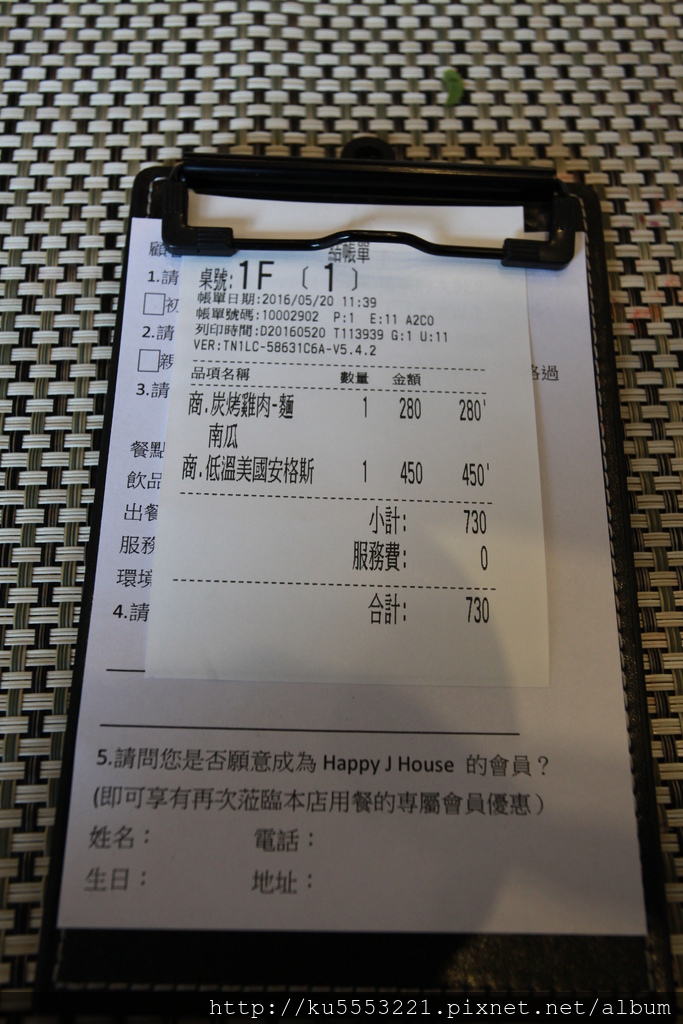 結帳單
桌號:1F ( 1 )
帳單日期:2016/05/20 11:39
帳單號碼:10002902 P:1 E:11 A2C0
列印時間:D20160520 T113939 G:1 U:11
VER:TN1LC-58631C6A-V5.4.2
品項名稱 數量 金額
商.炭烤雞肉-麵 1 280 280'
南瓜
商.低溫美國安格斯 1 450 450'
小計: 730
服務費: 0
合計: 730
顧
1.請
初
2.請
親 絡過
3.請
餐點
飲品
出餐
服務
環境
4.請
5.請問您是否願意成為 Happy J House 的會員？
(即可享有再次蒞臨本店用餐的專屬會員優惠)
姓名： 電話：
生日： 地址：
http://ku5553221.pixnet.net/album